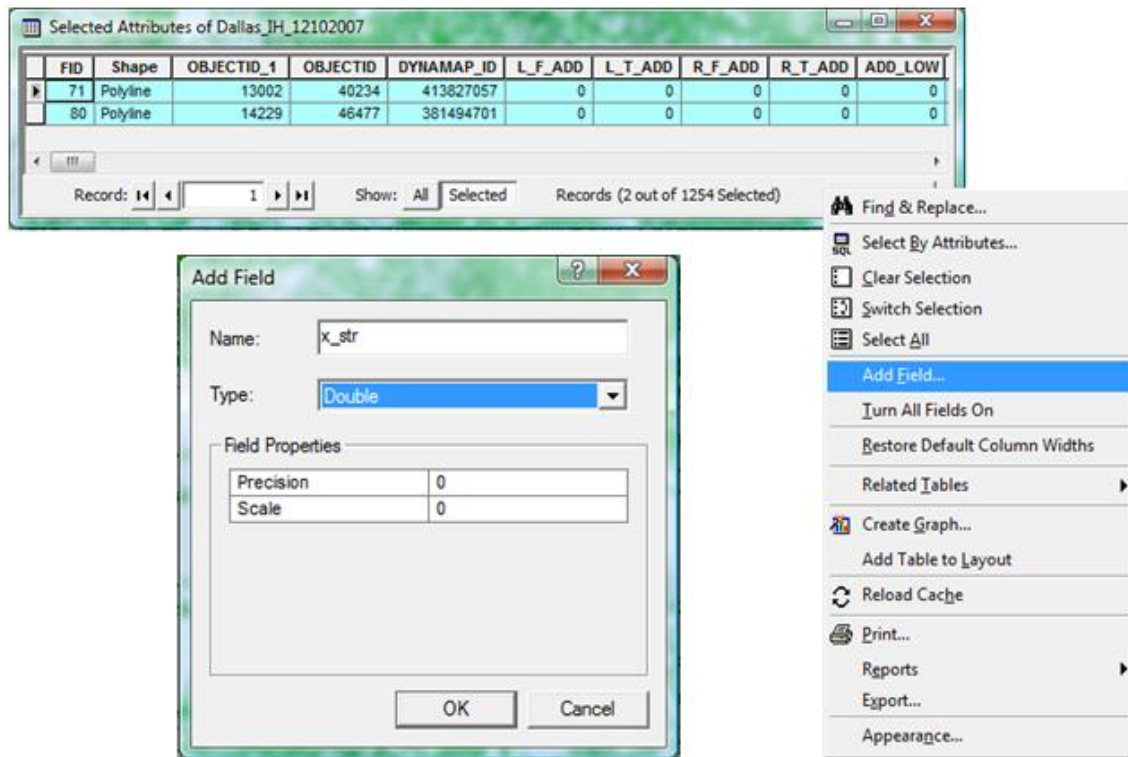 Selected Attributes of Dallas_IH_12102007
FID Shape OBJECTID_1 OBJECTID DYNAMAP_ID L_F_ADD L_T_ADD R_F_ADD R_T_ADD ADD_LOW
71 Polyline 13002 40234 413827057 0 0 0 0 0
80 Polyline 14229 46477 381494701 0 0 0 0 0
Record: 1 Show: All Selected Records (2 out of 1254 Selected)
Add Field
Name: x_str
Type: Double
Field Properties
Precision 0
Scale 0
OK Cancel
Find & Replace...
SQL Select By Attributes...
Clear Selection
Switch Selection
Select All
Add Field...
Turn All Fields On
Restore Default Column Widths
Related Tables
Create Graph...
Add Table to Layout
Reload Cache
Print...
Reports
Export...
Appearance...